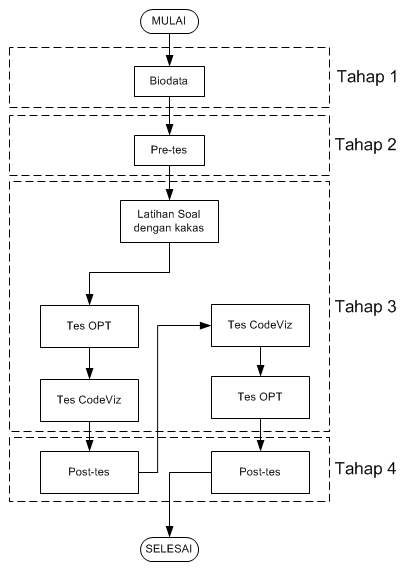 MULAI
Biodata
Tahap 1
Pre-tes
Tahap 2
Latihan Soal
dengan kakas
Tahap 3
Tes OPT
Tes CodeViz
Tes CodeViz
Tes OPT
Post-tes
Post-tes
Tahap 4
SELESAI